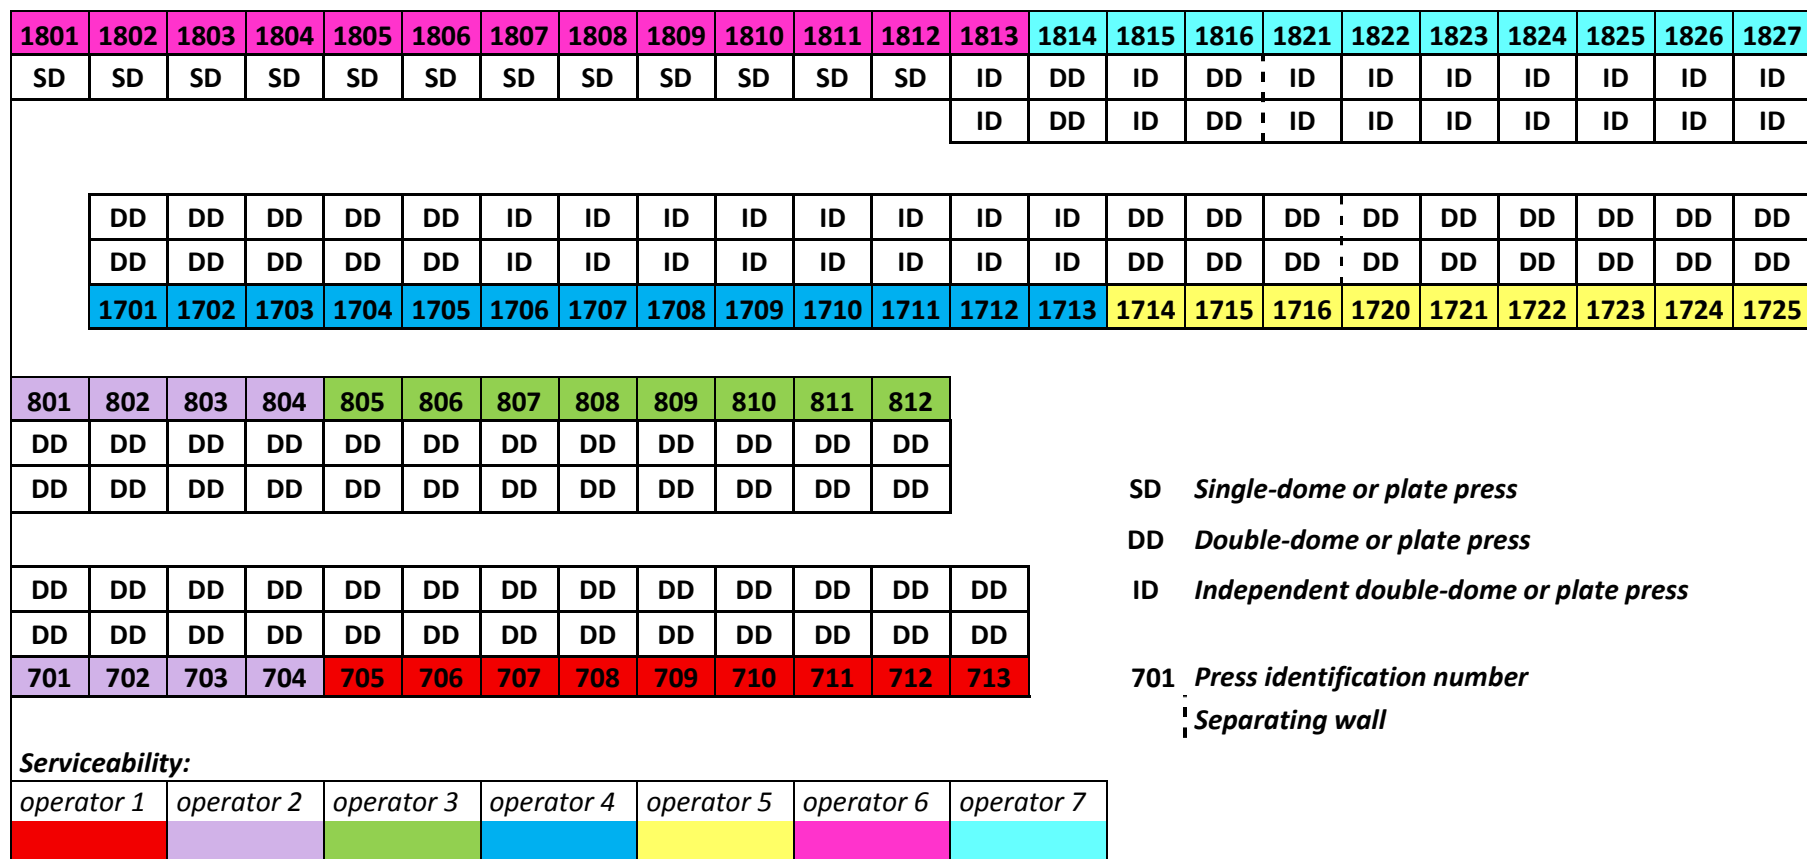 1801 1802 1803 1804 1805 1806 1807 1808 1809 1810 1811 1812 1813 1814 1815 1816 1821 1822 1823 1824 1825 1826 1827
SD SD SD SD SD SD SD SD SD SD SD SD ID DD ID DD ID ID ID ID ID ID ID
ID DD ID DD ID ID ID ID ID ID ID
DD DD DD DD DD ID ID ID ID ID ID ID ID DD DD DD DD DD DD DD DD DD
DD DD DD DD DD ID ID ID ID ID ID ID ID DD DD DD DD DD DD DD DD DD
1701 1702 1703 1704 1705 1706 1707 1708 1709 1710 1711 1712 1713 1714 1715 1716 1720 1721 1722 1723 1724 1725
801 802 803 804 805 806 807 808 809 810 811 812
DD DD DD DD DD DD DD DD DD DD DD DD
DD DD DD DD DD DD DD DD DD DD DD DD
SD Single-dome or plate press
DD Double-dome or plate press
ID Independent double-dome or plate press
DD DD DD DD DD DD DD DD DD DD DD DD DD
DD DD DD DD DD DD DD DD DD DD DD DD DD
701 702 703 704 705 706 707 708 709 710 711 712 713
701 Press identification number
Separating wall
Serviceability:
operator 1 operator 2 operator 3 operator 4 operator 5 operator 6 operator 7